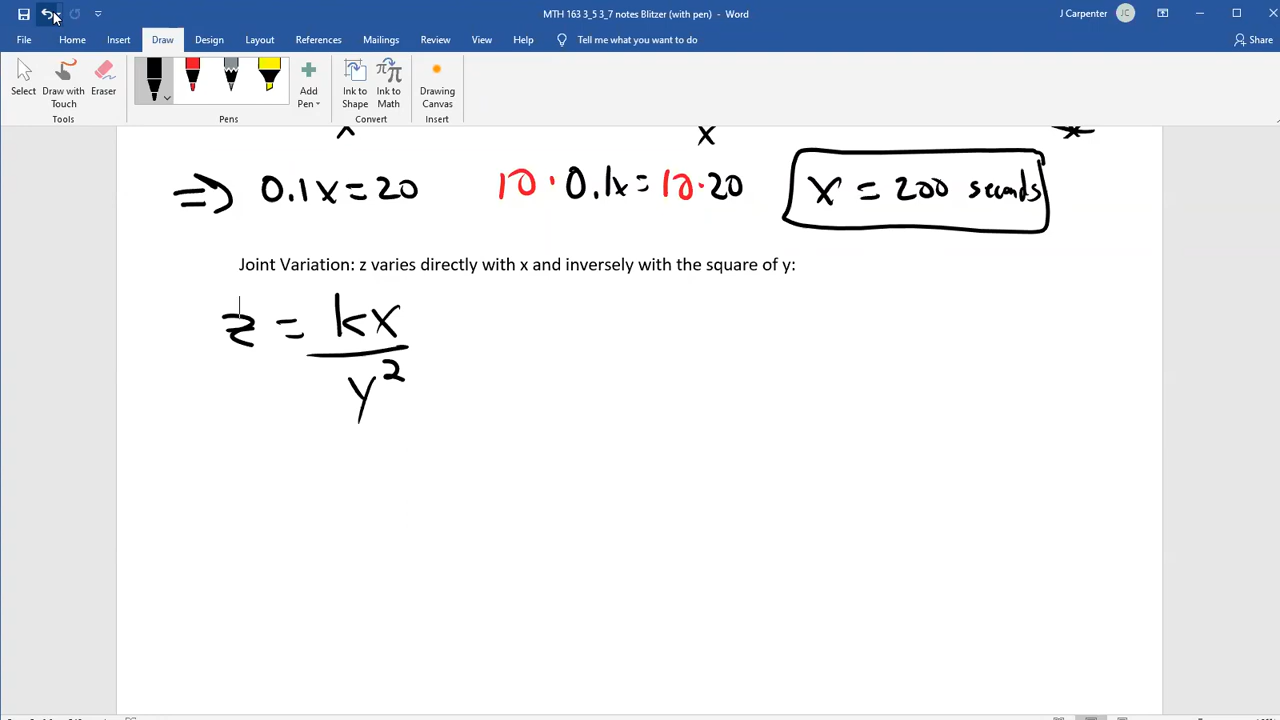 MTH 163 3_5 3_7 notes Blitzer (with pen) - Word
J Carpenter JC
File Home Insert Draw Design Layout References Mailings Review View Help Tell me what you want to do Share
Select Draw with Touch Eraser Add Pen Ink to Shape Ink to Math Drawing Canvas
Tools Pens Convert Insert
x x x
=> 0.1x=20 10·0.1x=10·20 x = 200 seconds
Joint Variation: z varies directly with x and inversely with the square of y:
z = kx
y²